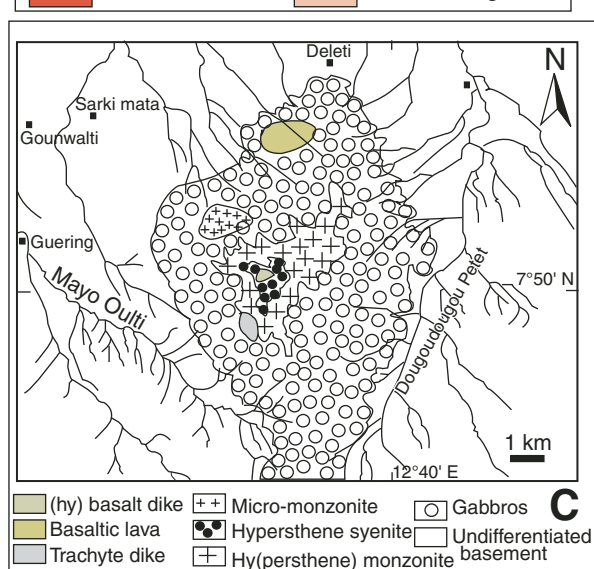 Deleti
N
Sarki mata
Gounwalti
Guering
Mayo Oulti
7°50' N
Dougoudougou Petet
1 km
12°40' E
(hy) basalt dike
Micro-monzonite
Gabbros
C
Basaltic lava
Hypersthene syenite
Undifferentiated
basement
Trachyte dike
Hy(persthene) monzonite